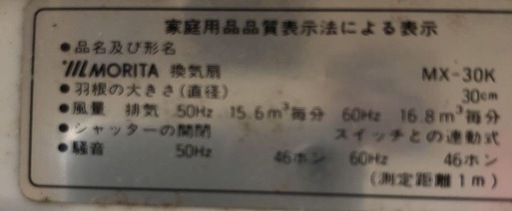 家庭用品品質表示法による表示
●品名及び形名
MORITA 換気扇 MX-30K
●羽根の大きさ(直径) 30cm
●風量 排気 50Hz 15.6m³毎分 60Hz 16.8m³毎分
●シャッターの開閉 スイッチとの連動式
●騒音 50Hz 46ホン 60Hz 46ホン
(測定距離1m)